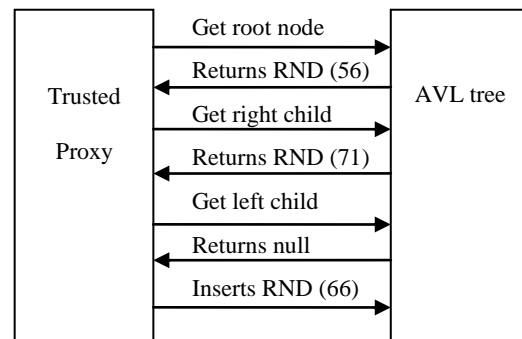 Get root node
Returns RND (56)
Trusted
Proxy
AVL tree
Get right child
Returns RND (71)
Get left child
Returns null
Inserts RND (66)